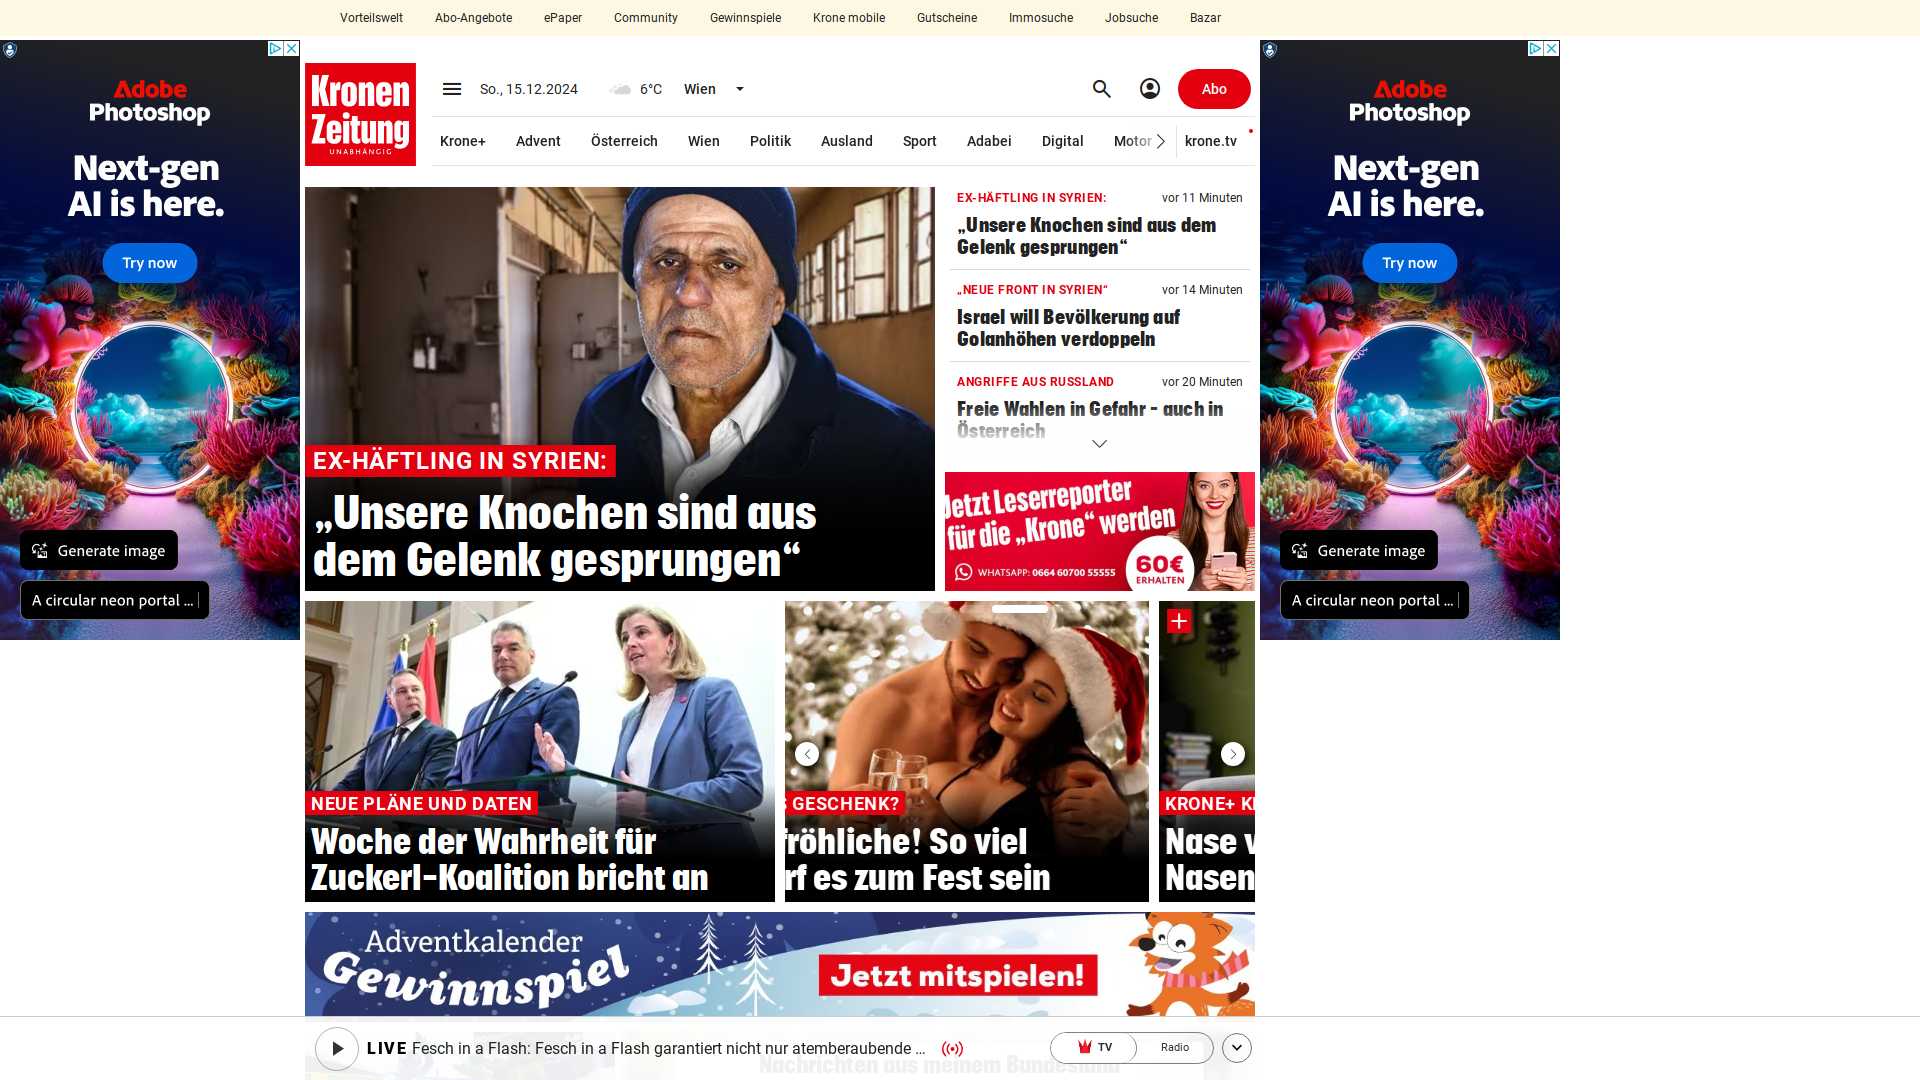 Vorteilswelt
Abo-Angebote
ePaper
Community
Gewinnspiele
Krone mobile
Gutscheine
Immosuche
Jobsuche
Bazar
Adobe
Photoshop
Next-gen
AI is here.
Try now
Generate image
A circular neon portal ...
Kronen
Zeitung
UNABHÄNGIG
So., 15.12.2024
6°C
Wien
Abo
Krone+
Advent
Österreich
Wien
Politik
Ausland
Sport
Adabei
Digital
Motor
krone.tv
EX-HÄFTLING IN SYRIEN:
„Unsere Knochen sind aus
dem Gelenk gesprungen“
EX-HÄFTLING IN SYRIEN:
vor 11 Minuten
„Unsere Knochen sind aus dem
Gelenk gesprungen“
„NEUE FRONT IN SYRIEN“
vor 14 Minuten
Israel will Bevölkerung auf
Golanhöhen verdoppeln
ANGRIFFE AUS RUSSLAND
vor 20 Minuten
Freie Wahlen in Gefahr – auch in
Österreich
Jetzt Leserreporter
für die „Krone“ werden
WHATSAPP: 0664 60700 55555
60€
ERHALTEN
NEUE PLÄNE UND DATEN
Woche der Wahrheit für
Zuckerl-Koalition bricht an
GESCHENK?
fröhliche! So viel
rf es zum Fest sein
KRONE+
Nase
Nasen
Adventkalender
Gewinnspiel
Jetzt mitspielen!
LIVE Fesch in a Flash: Fesch in a Flash garantiert nicht nur atemberaubende ...
TV
Radio
Nachrichten aus meinem Bundesland
Adobe
Photoshop
Next-gen
AI is here.
Try now
Generate image
A circular neon portal ...